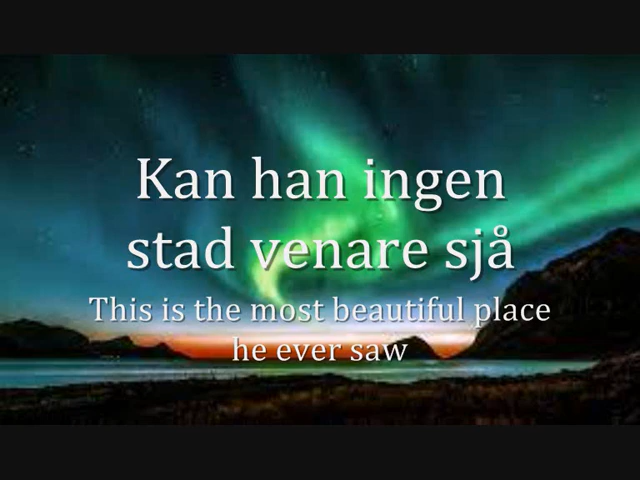 Kan han ingen
stad venare sjå
This is the most beautiful place
he ever saw